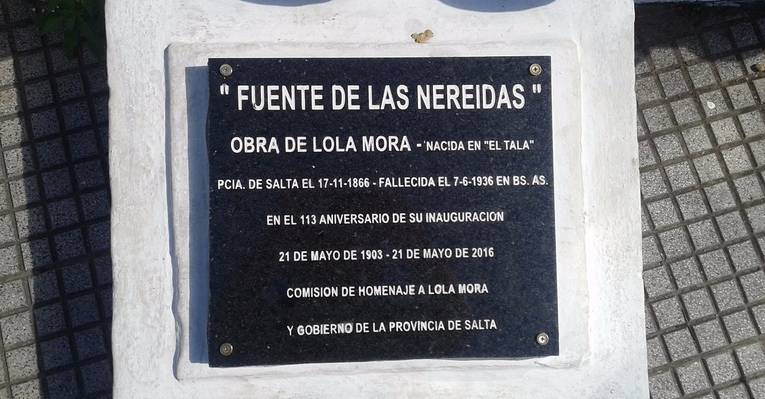 " FUENTE DE LAS NEREIDAS "
OBRA DE LOLA MORA - 'NACIDA EN "EL TALA"
PCIA. DE SALTA EL 17-11-1866 - FALLECIDA EL 7-6-1936 EN BS. AS.
EN EL 113 ANIVERSARIO DE SU INAUGURACION
21 DE MAYO DE 1903 - 21 DE MAYO DE 2016
COMISION DE HOMENAJE A LOLA MORA
Y GOBIERNO DE LA PROVINCIA DE SALTA